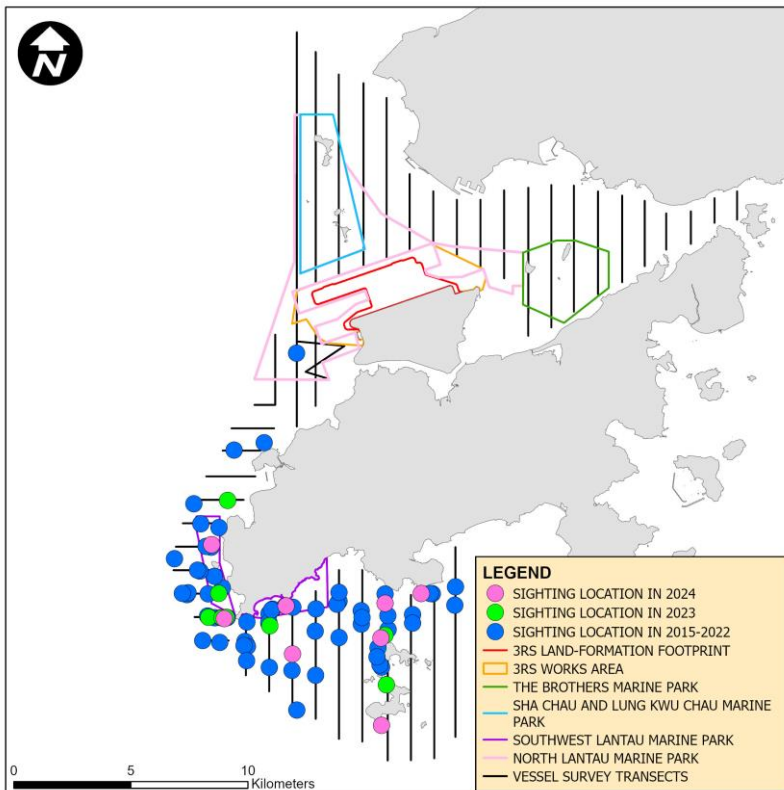 N
LEGEND
SIGHTING LOCATION IN 2024
SIGHTING LOCATION IN 2023
SIGHTING LOCATION IN 2015-2022
3RS LAND-FORMATION FOOTPRINT
3RS WORKS AREA
THE BROTHERS MARINE PARK
SHA CHAU AND LUNG KWU CHAU MARINE
PARK
SOUTHWEST LANTAU MARINE PARK
NORTH LANTAU MARINE PARK
VESSEL SURVEY TRANSECTS
0 5 10
Kilometers